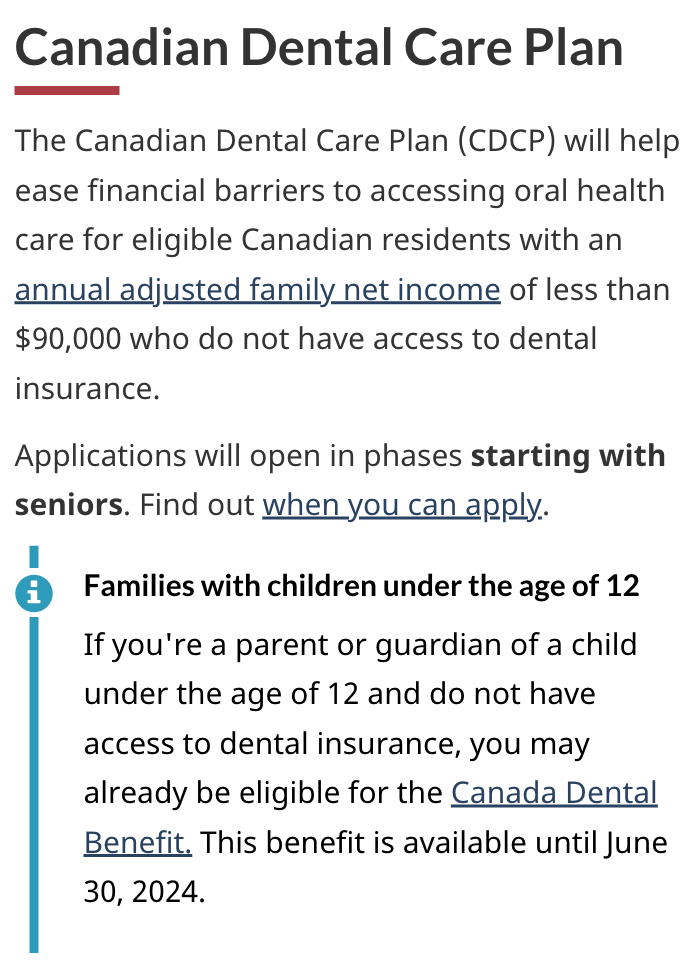 Canadian Dental Care Plan
The Canadian Dental Care Plan (CDCP) will help
ease financial barriers to accessing oral health
care for eligible Canadian residents with an
annual adjusted family net income of less than
$90,000 who do not have access to dental
insurance.
Applications will open in phases starting with
seniors. Find out when you can apply.
Families with children under the age of 12
If you're a parent or guardian of a child
under the age of 12 and do not have
access to dental insurance, you may
already be eligible for the Canada Dental
Benefit. This benefit is available until June
30, 2024.